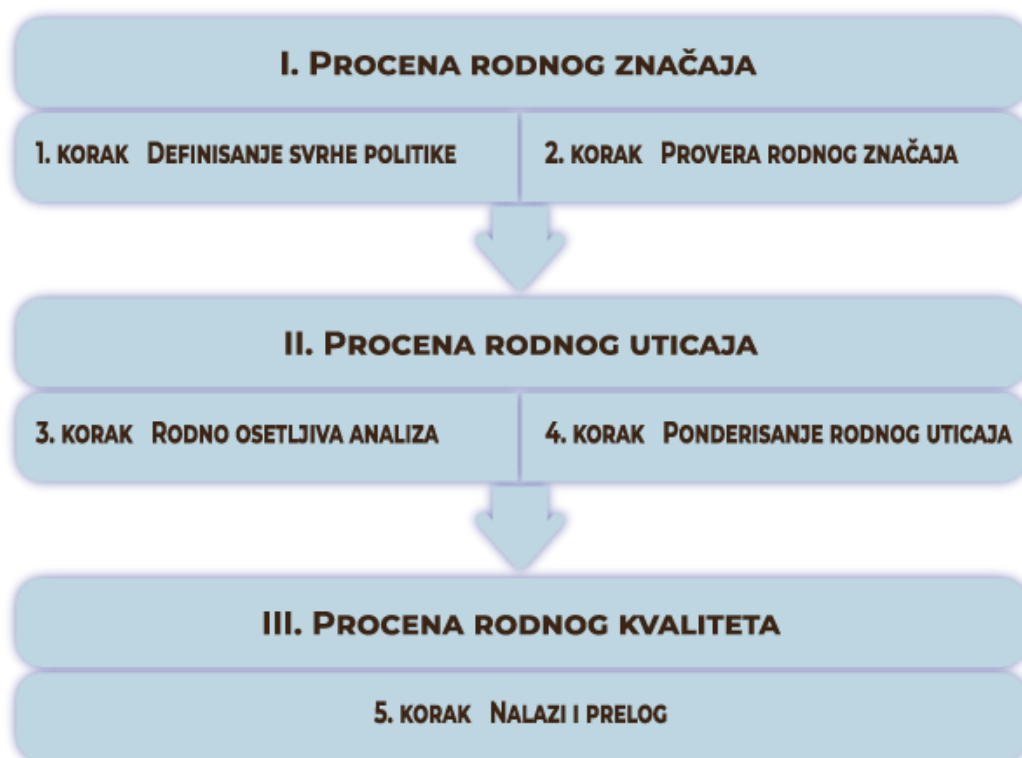 I. Procena rodnog značaja
1. korak Definisanje svrhe politike
2. korak Provera rodnog značaja
II. Procena rodnog uticaja
3. korak Rodno osetljiva analiza
4. korak Ponderisanje rodnog uticaja
III. Procena rodnog kvaliteta
5. korak Nalazi i prelog